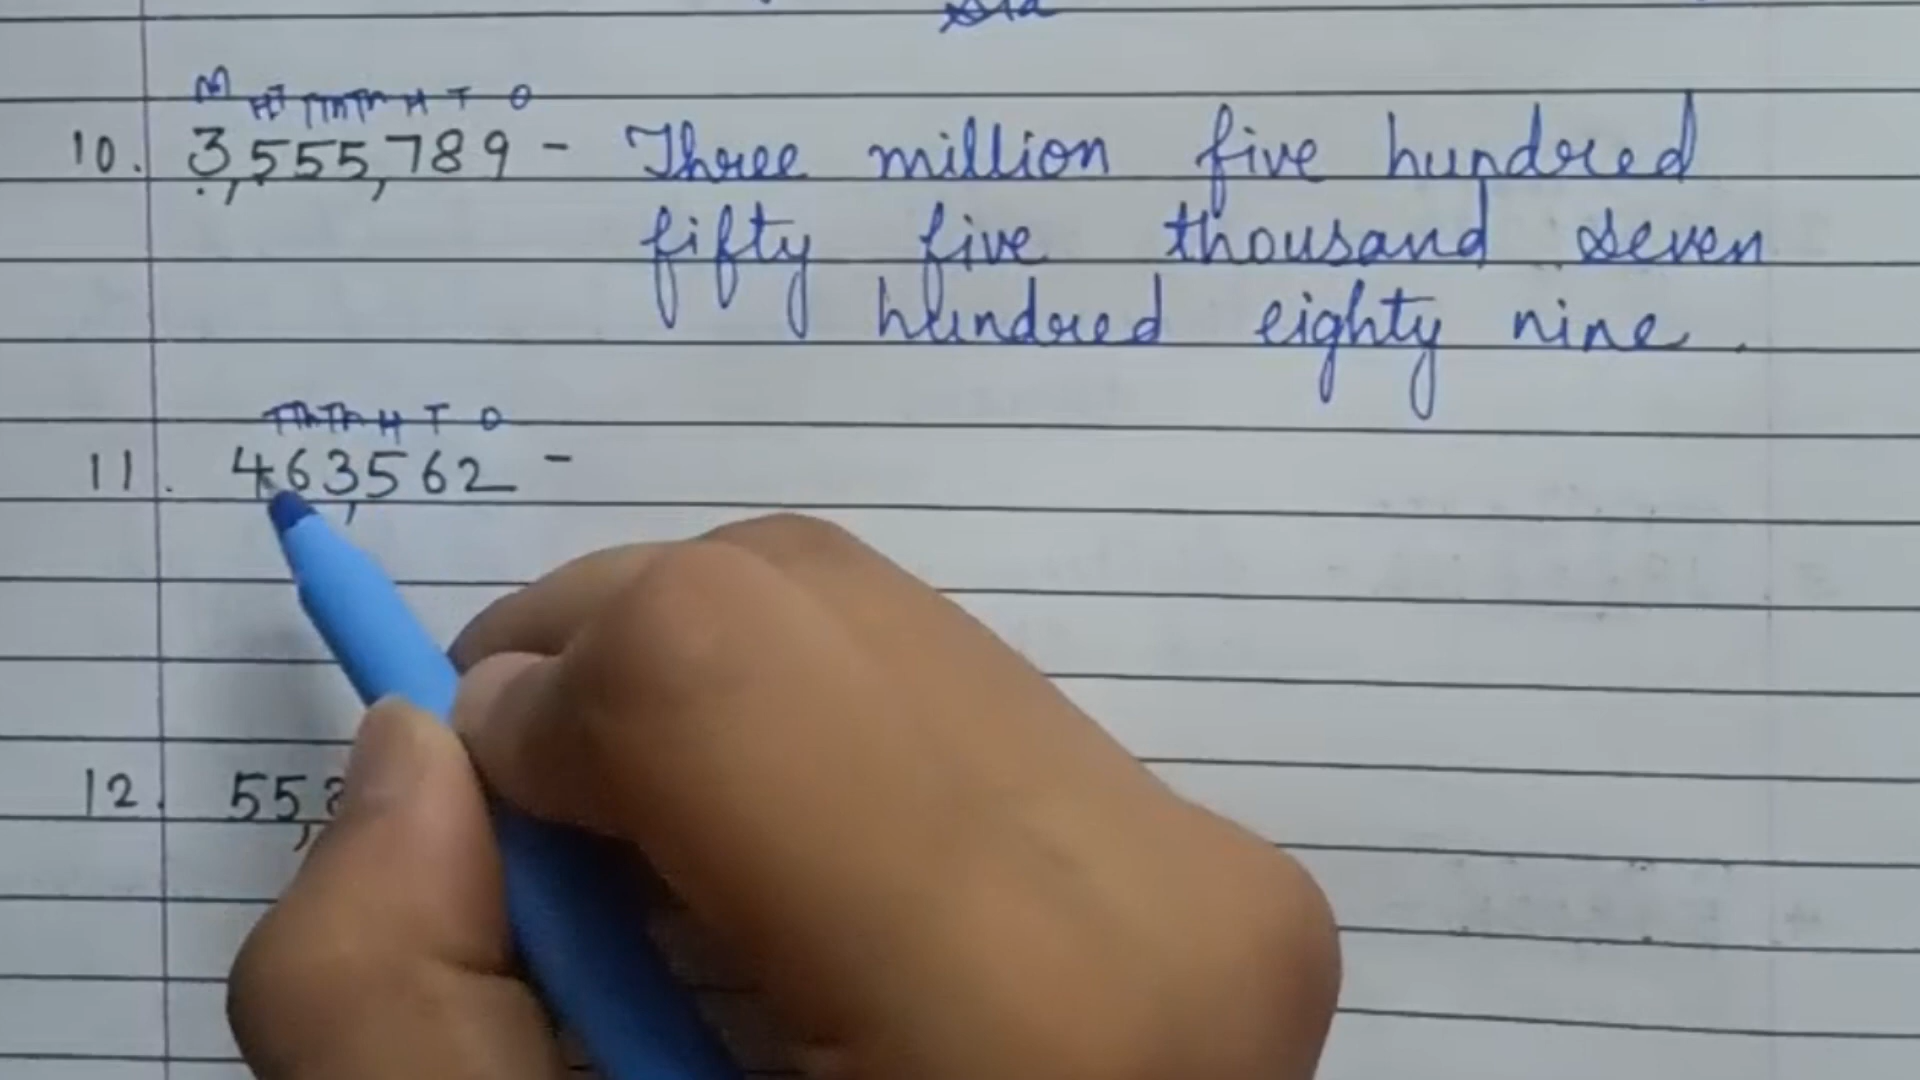 M HT TTh Th H T O
10. 3,555,789 - Three million five hundred
fifty five thousand seven
hundred eighty nine.
TTh Th H T O
11. 463,562 -
12. 55,